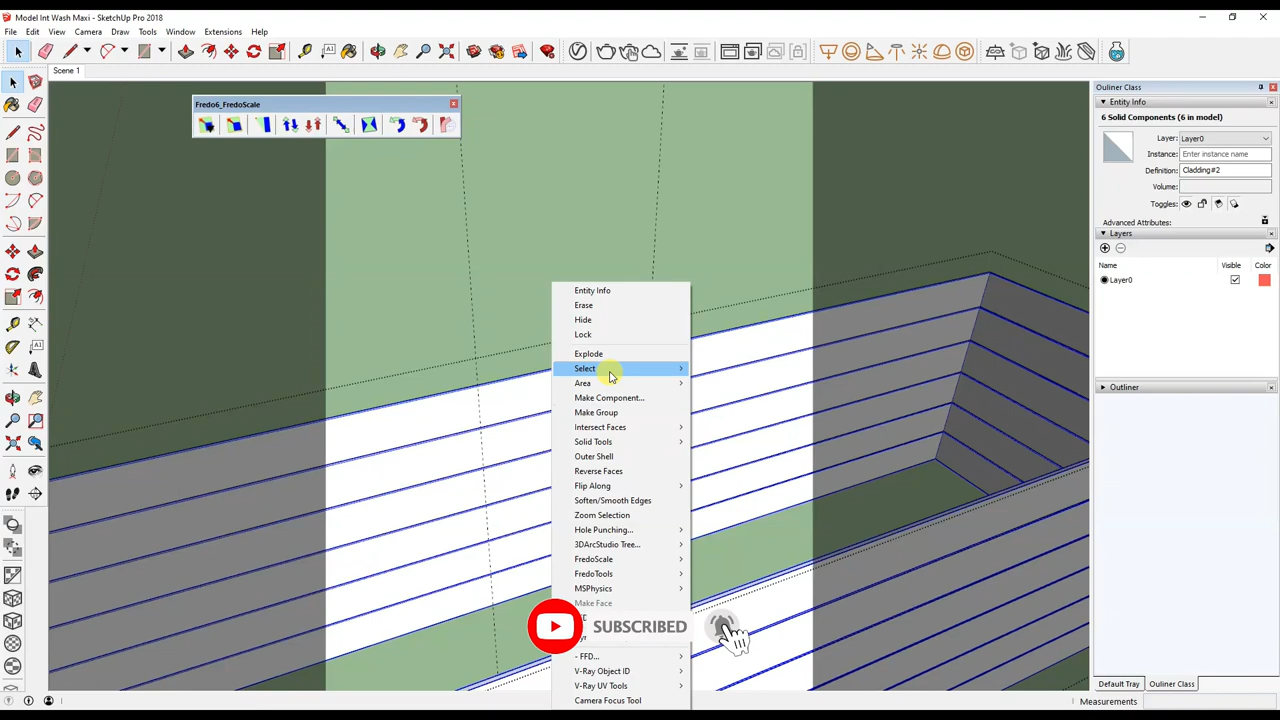 Model Int Wash Maxi - SketchUp Pro 2018
File Edit View Camera Draw Tools Window Extensions Help
Scene 1
Fredo6_FredoScale
Outliner Class
Entity Info
6 Solid Components (6 in model)
Layer: Layer0
Instance: Enter instance name
Definition: Cladding#2
Volume:
Toggles:
Advanced Attributes:
Layers
Name Visible Color
Layer0
Outliner
Entity Info
Erase
Hide
Lock
Explode
Select
Area
Make Component...
Make Group
Intersect Faces
Solid Tools
Outer Shell
Reverse Faces
Flip Along
Soften/Smooth Edges
Zoom Selection
Hole Punching...
3DArcStudio Tree...
FredoScale
FredoTools
MSPhysics
Make Face
SUBSCRIBED
- FFD...
V-Ray Object ID
V-Ray UV Tools
Camera Focus Tool
Default Tray Outliner Class
Measurements